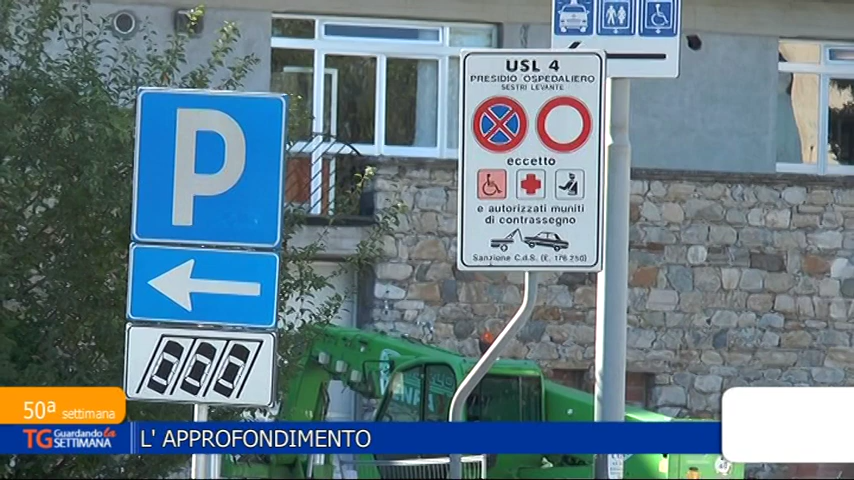 P
USL 4
PRESIDIO OSPEDALIERO
SESTRI LEVANTE
eccetto
e autorizzati muniti
di contrassegno
Sanzione C.d.S. (£. 176.250)
50ª settimana
TG Guardando la SETTIMANA
L' APPROFONDIMENTO